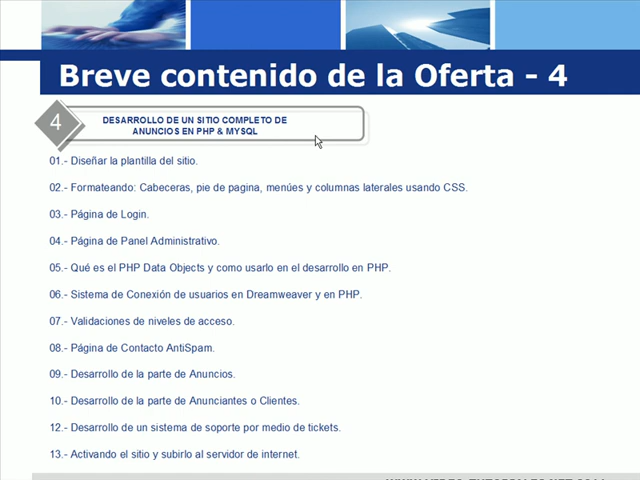 Breve contenido de la Oferta - 4
4
DESARROLLO DE UN SITIO COMPLETO DE
ANUNCIOS EN PHP & MYSQL
01.- Diseñar la plantilla del sitio.
02.- Formateando: Cabeceras, pie de pagina, menúes y columnas laterales usando CSS.
03.- Página de Login.
04.- Página de Panel Administrativo.
05.- Qué es el PHP Data Objects y como usarlo en el desarrollo en PHP.
06.- Sistema de Conexión de usuarios en Dreamweaver y en PHP.
07.- Validaciones de niveles de acceso.
08.- Página de Contacto AntiSpam.
09.- Desarrollo de la parte de Anuncios.
10.- Desarrollo de la parte de Anunciantes o Clientes.
12.- Desarrollo de un sistema de soporte por medio de tickets.
13.- Activando el sitio y subirlo al servidor de internet.